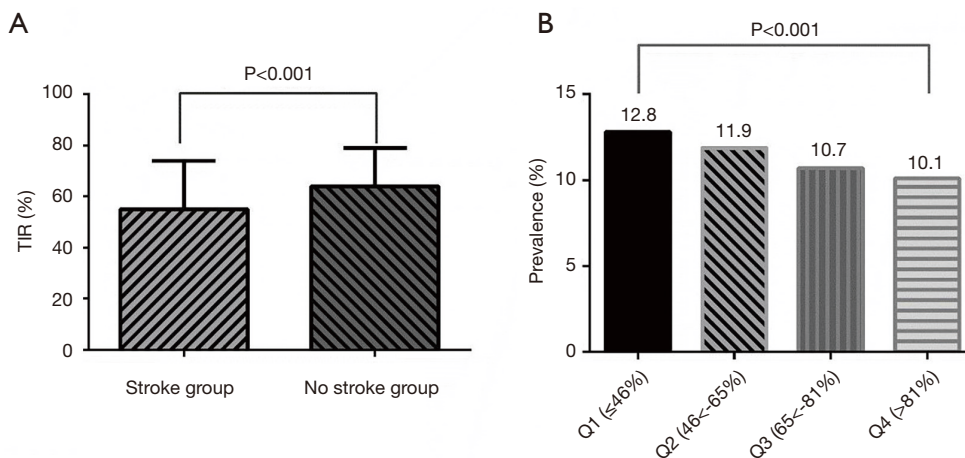 A
P<0.001
100
80
60
40
20
0
TIR (%)
Stroke group
No stroke group
B
P<0.001
15
10
5
0
Prevalence (%)
12.8
11.9
10.7
10.1
Q1 (≤46%)
Q2 (46<-65%)
Q3 (65<-81%)
Q4 (>81%)